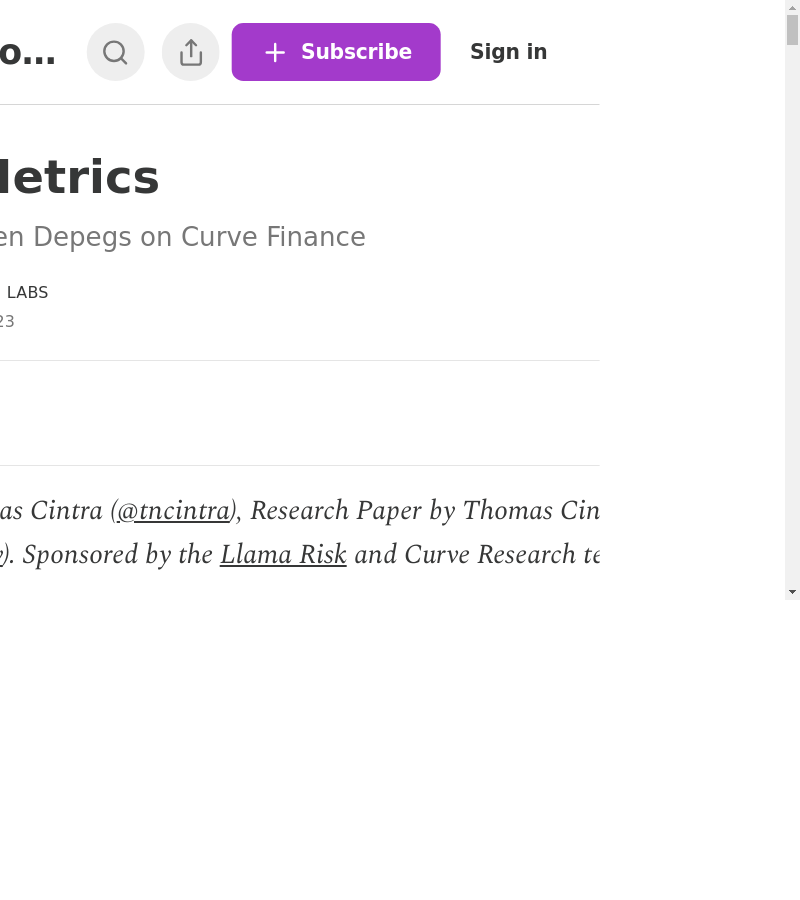 o...
Subscribe
Sign in
etrics
en Depegs on Curve Finance
LABS
23
as Cintra (@tncintra), Research Paper by Thomas Cin
). Sponsored by the Llama Risk and Curve Research te